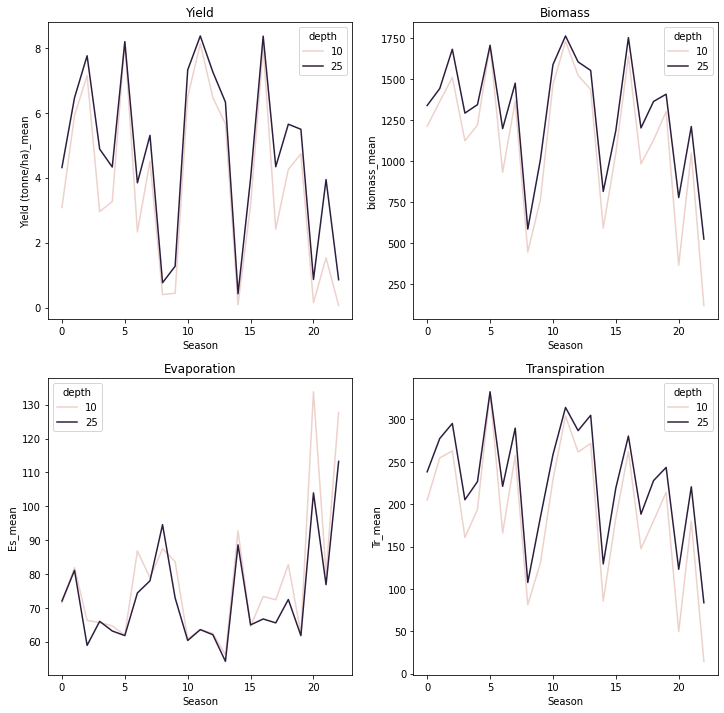 Yield
Yield (tonne/ha)_mean
8
6
4
2
0
depth
10
25
0 5 10 15 20
Season
Biomass
biomass_mean
1750
1500
1250
1000
750
500
250
depth
10
25
0 5 10 15 20
Season
Evaporation
Es_mean
130
120
110
100
90
80
70
60
depth
10
25
0 5 10 15 20
Season
Transpiration
Tr_mean
300
250
200
150
100
50
0
depth
10
25
0 5 10 15 20
Season